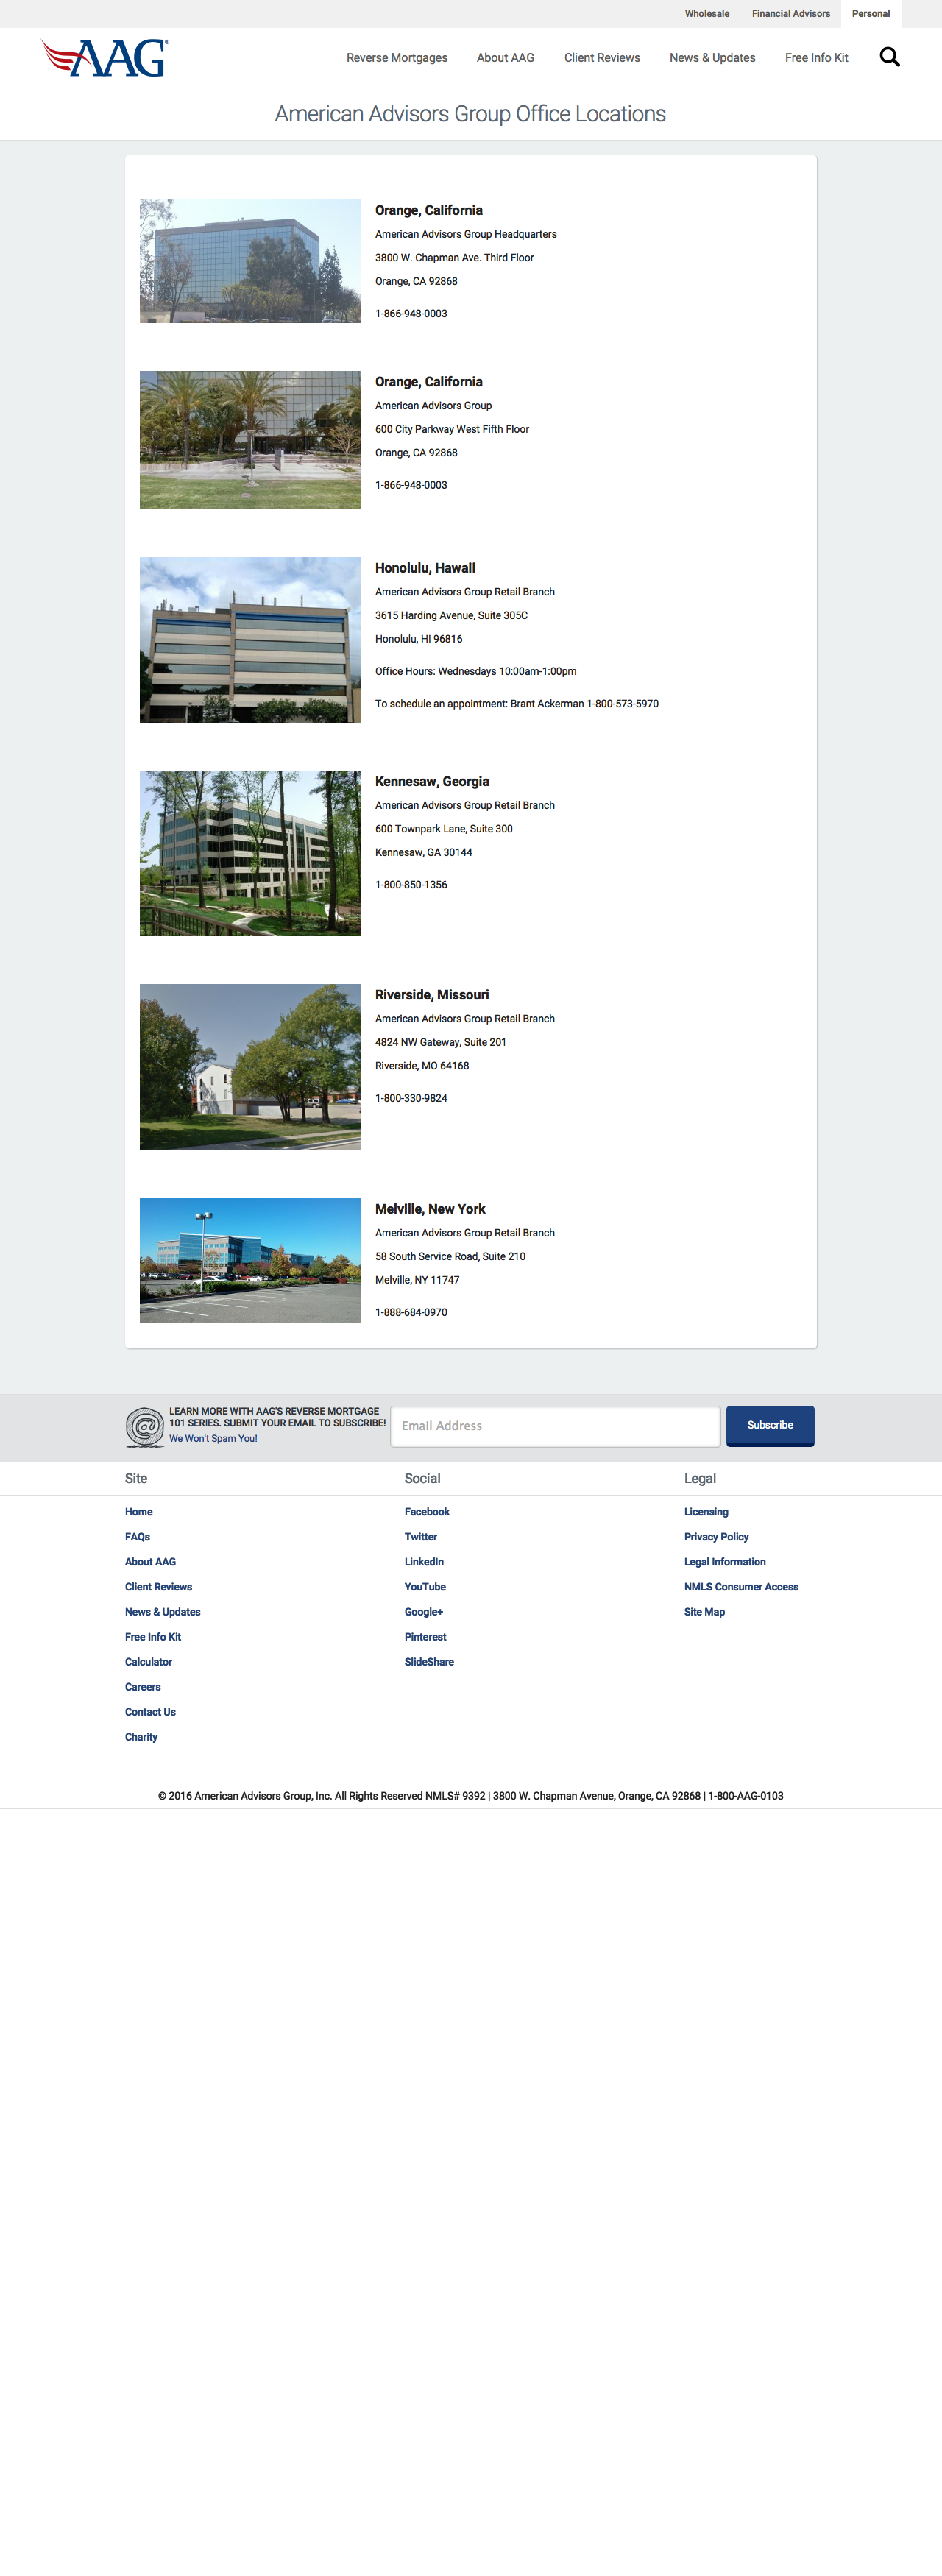 Wholesale
Financial Advisors
Personal
AAG®
Reverse Mortgages
About AAG
Client Reviews
News & Updates
Free Info Kit
American Advisors Group Office Locations
Orange, California
American Advisors Group Headquarters
3800 W. Chapman Ave. Third Floor
Orange, CA 92868
1-866-948-0003
Orange, California
American Advisors Group
600 City Parkway West Fifth Floor
Orange, CA 92868
1-866-948-0003
Honolulu, Hawaii
American Advisors Group Retail Branch
3615 Harding Avenue, Suite 305C
Honolulu, HI 96816
Office Hours: Wednesdays 10:00am-1:00pm
To schedule an appointment: Brant Ackerman 1-800-573-5970
Kennesaw, Georgia
American Advisors Group Retail Branch
600 Townpark Lane, Suite 300
Kennesaw, GA 30144
1-800-850-1356
Riverside, Missouri
American Advisors Group Retail Branch
4824 NW Gateway, Suite 201
Riverside, MO 64168
1-800-330-9824
Melville, New York
American Advisors Group Retail Branch
58 South Service Road, Suite 210
Melville, NY 11747
1-888-684-0970
@
LEARN MORE WITH AAG'S REVERSE MORTGAGE
101 SERIES. SUBMIT YOUR EMAIL TO SUBSCRIBE!
We Won't Spam You!
Email Address
Subscribe
Site
Home
FAQs
About AAG
Client Reviews
News & Updates
Free Info Kit
Calculator
Careers
Contact Us
Charity
Social
Facebook
Twitter
LinkedIn
YouTube
Google+
Pinterest
SlideShare
Legal
Licensing
Privacy Policy
Legal Information
NMLS Consumer Access
Site Map
© 2016 American Advisors Group, Inc. All Rights Reserved NMLS# 9392 | 3800 W. Chapman Avenue, Orange, CA 92868 | 1-800-AAG-0103